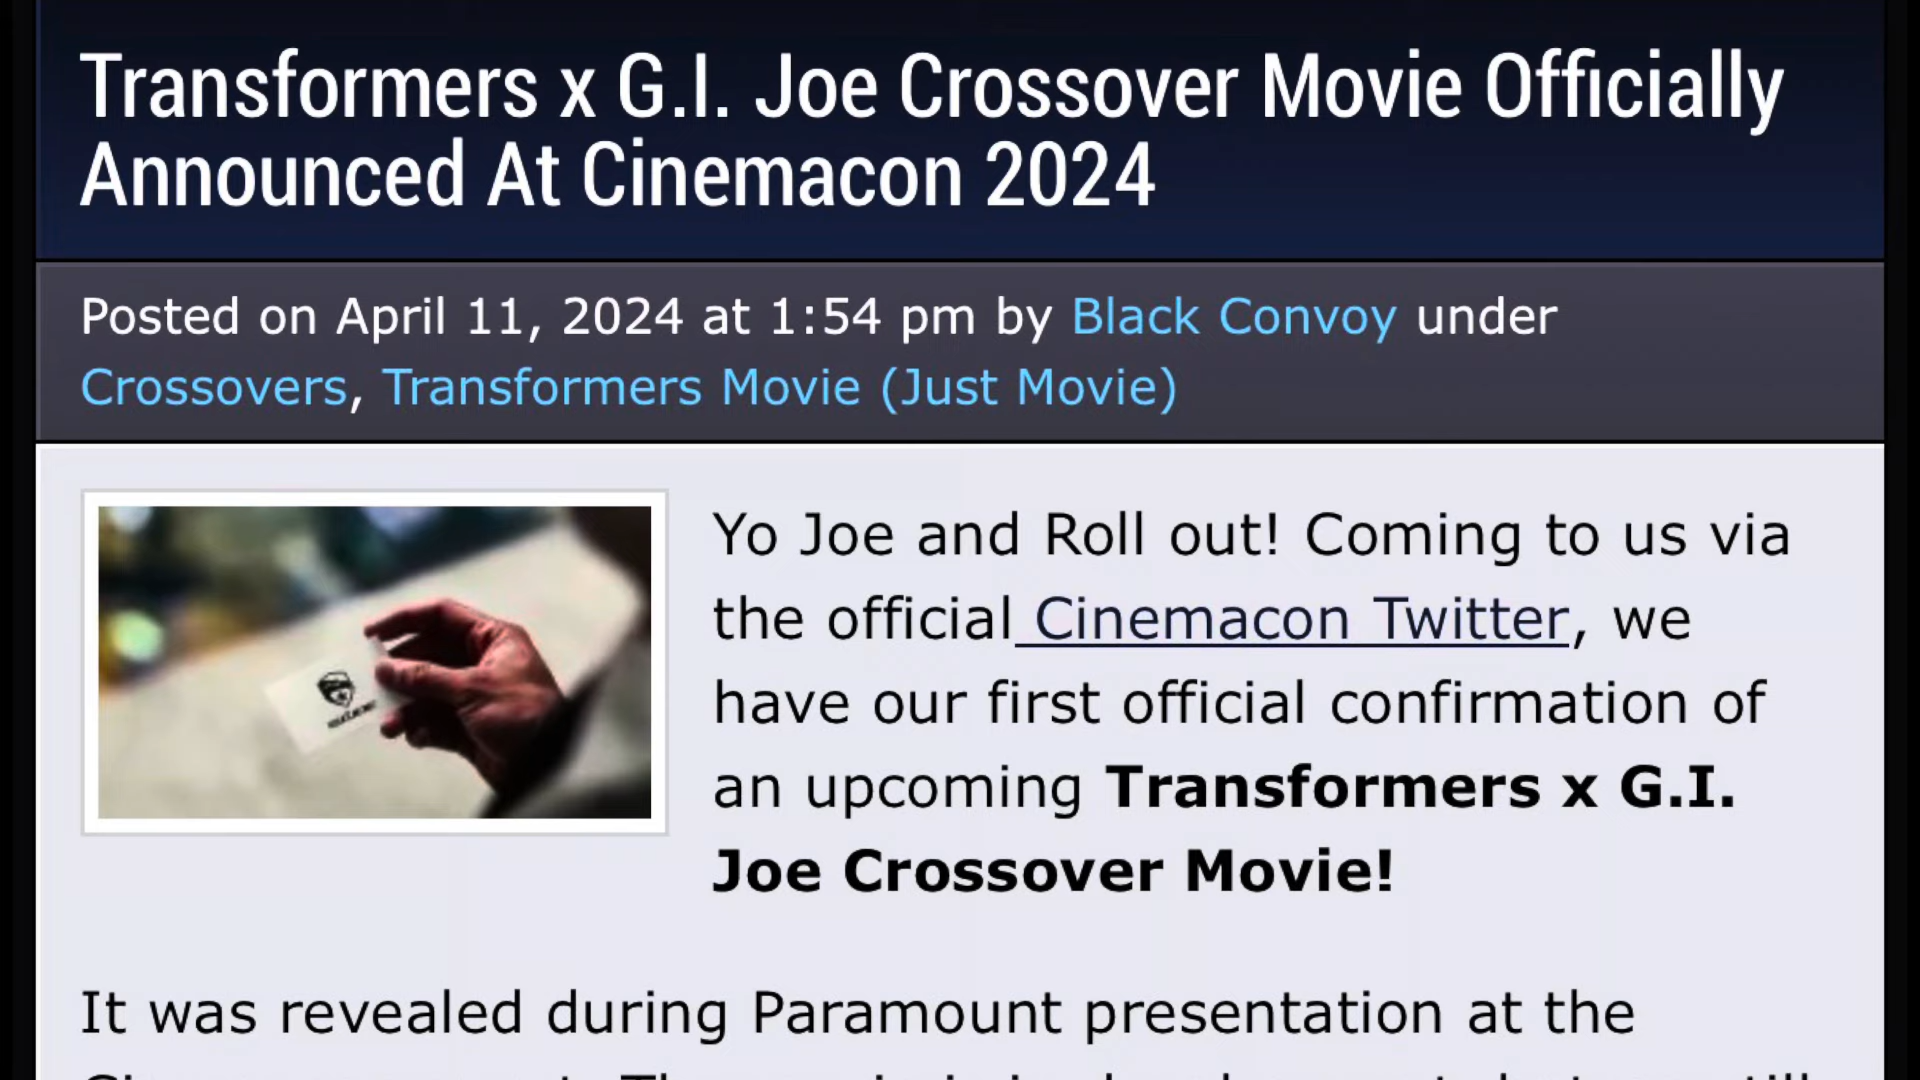 Transformers x G.I. Joe Crossover Movie Officially
Announced At Cinemacon 2024
Posted on April 11, 2024 at 1:54 pm by Black Convoy under
Crossovers, Transformers Movie (Just Movie)
Yo Joe and Roll out! Coming to us via
the official Cinemacon Twitter, we
have our first official confirmation of
an upcoming Transformers x G.I.
Joe Crossover Movie!
It was revealed during Paramount presentation at the